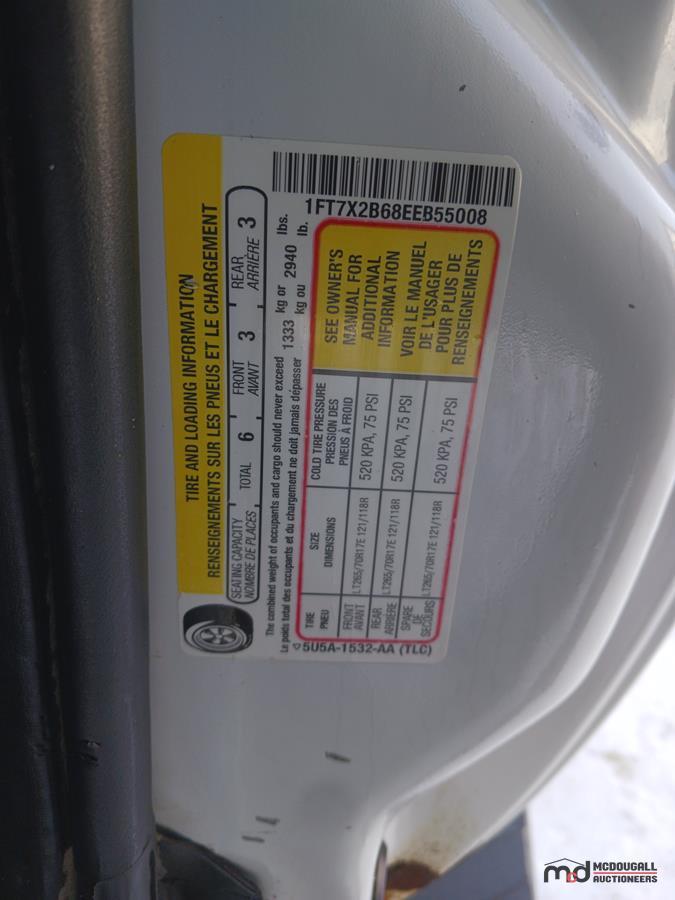 TIRE AND LOADING INFORMATION
RENSEIGNEMENTS SUR LES PNEUS ET LE CHARGEMENT
SEATING CAPACITY
NOMBRE DE PLACES
TOTAL 6
FRONT
AVANT 3
REAR
ARRIÈRE 3
The combined weight of occupants and cargo should never exceed 1333 kg or 2940 lbs.
Le poids total des occupants et du chargement ne doit jamais dépasser kg ou lb.
TIRE
PNEU
SIZE
DIMENSIONS
COLD TIRE PRESSURE
PRESSION DES
PNEUS À FROID
FRONT
AVANT
LT265/70R17E 121/118R
520 KPA, 75 PSI
REAR
ARRIÈRE
LT265/70R17E 121/118R
520 KPA, 75 PSI
SPARE
DE
SECOURS
LT265/70R17E 121/118R
520 KPA, 75 PSI
SEE OWNER'S
MANUAL FOR
ADDITIONAL
INFORMATION
VOIR LE MANUEL
DE L'USAGER
POUR PLUS DE
RENSEIGNEMENTS
5U5A-1532-AA (TLC)
1FT7X2B68EEB55008
md MCDOUGALL
AUCTIONEERS